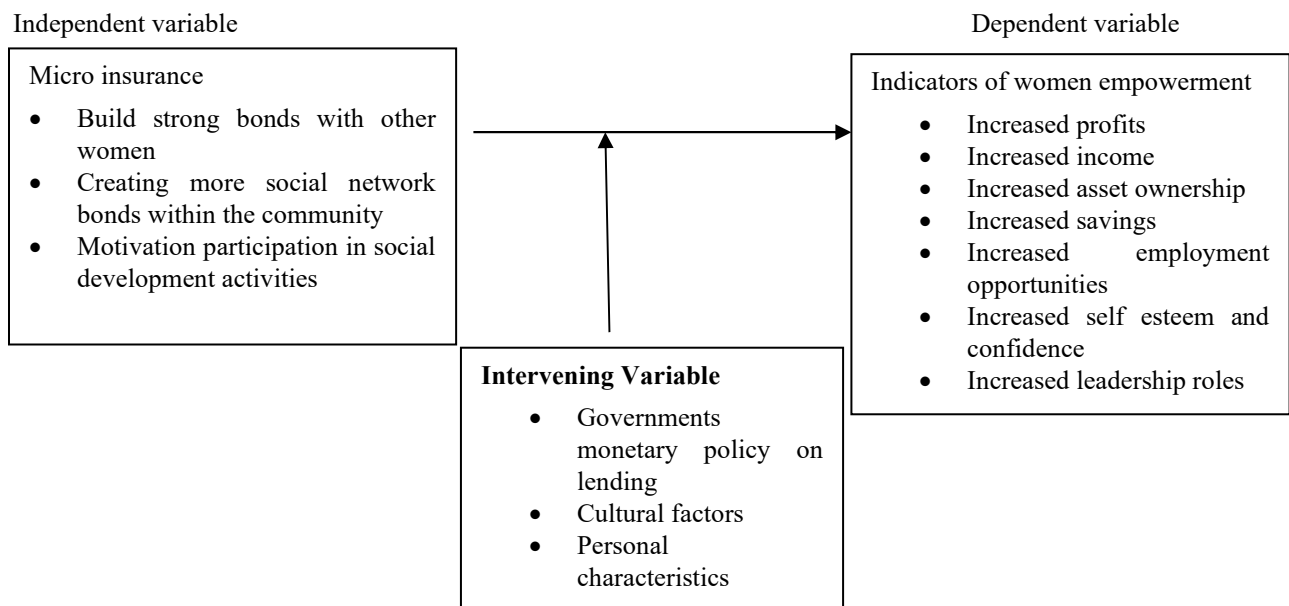 Independent variable
Dependent variable
Micro insurance
• Build strong bonds with other
women
• Creating more social network
bonds within the community
• Motivation participation in social
development activities
Indicators of women empowerment
• Increased profits
• Increased income
• Increased asset ownership
• Increased savings
• Increased employment
opportunities
• Increased self esteem and
confidence
• Increased leadership roles
Intervening Variable
• Governments
monetary policy on
lending
• Cultural factors
• Personal
characteristics